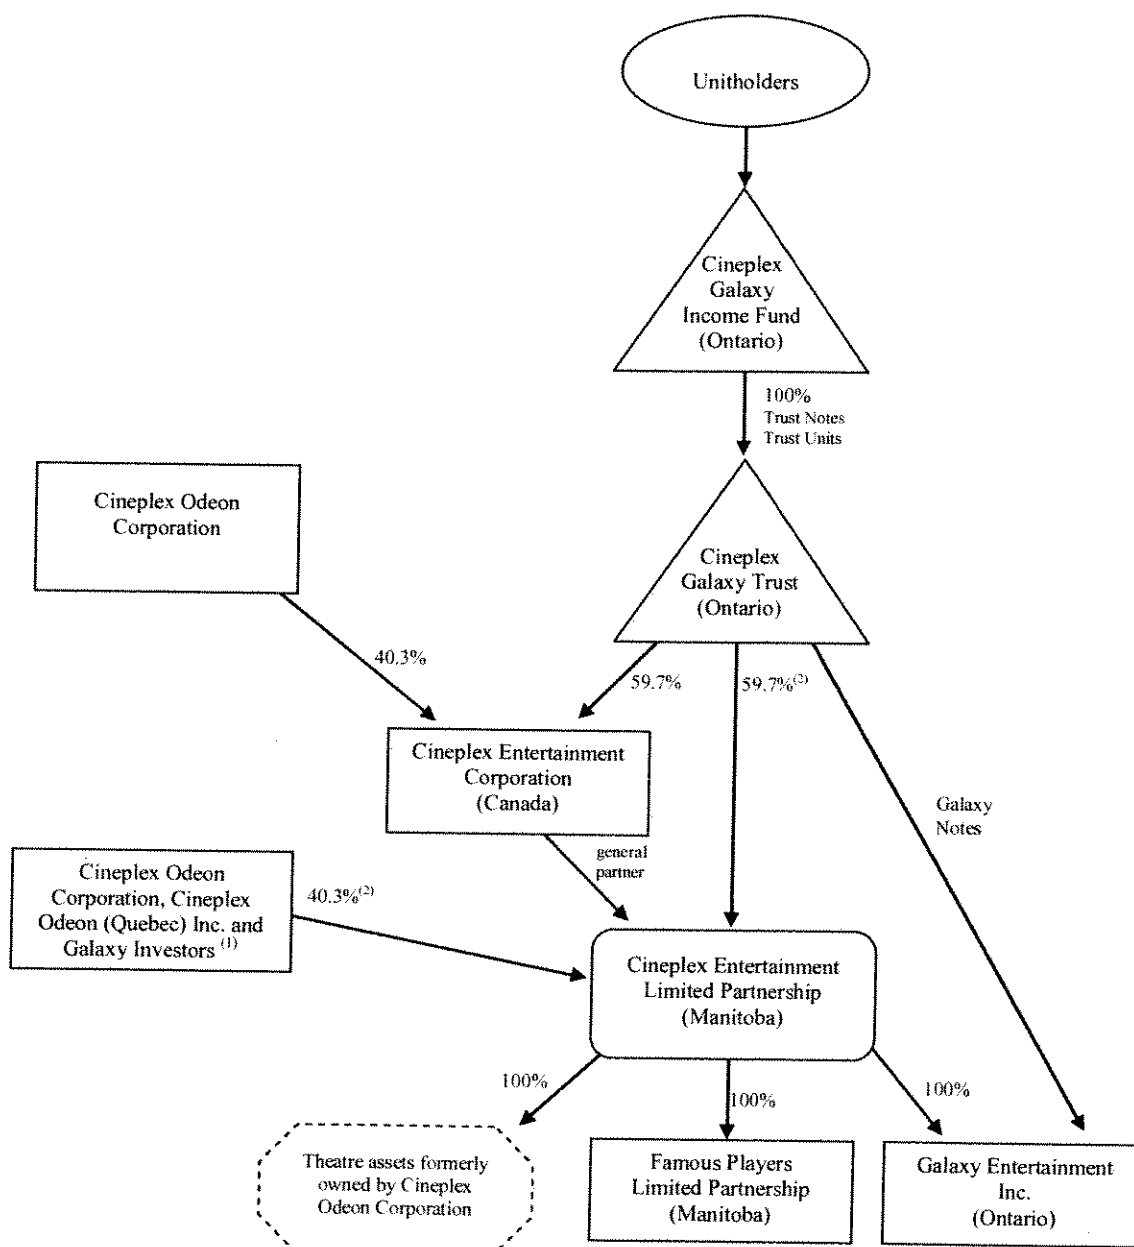 Unitholders
Cineplex
Galaxy
Income Fund
(Ontario)
100%
Trust Notes
Trust Units
Cineplex Odeon
Corporation
Cineplex
Galaxy Trust
(Ontario)
40.3%
59.7%
59.7%(2)
Cineplex Entertainment
Corporation
(Canada)
Galaxy
Notes
general
partner
Cineplex Odeon
Corporation, Cineplex
Odeon (Quebec) Inc. and
Galaxy Investors (1)
40.3%(2)
Cineplex Entertainment
Limited Partnership
(Manitoba)
100%
100%
100%
Theatre assets formerly
owned by Cineplex
Odeon Corporation
Famous Players
Limited Partnership
(Manitoba)
Galaxy Entertainment
Inc.
(Ontario)